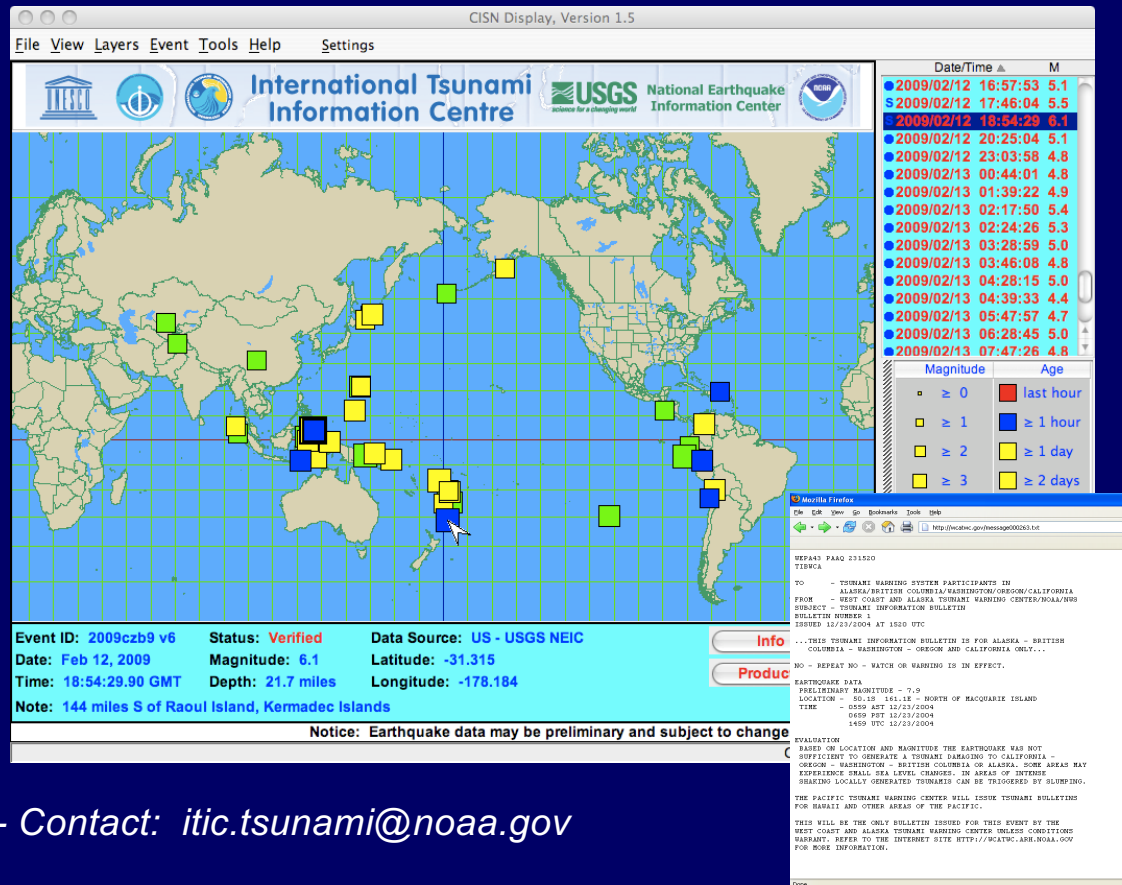 CISN Display, Version 1.5
File View Layers Event Tools Help Settings
UNESCO
International Tsunami
Information Centre
USGS
science for a changing world
National Earthquake
Information Center
NOAA
Date/Time M
2009/02/12 16:57:53 5.1
S 2009/02/12 17:46:04 5.5
S 2009/02/12 18:54:29 6.1
2009/02/12 20:25:04 5.1
2009/02/12 23:03:58 4.8
2009/02/13 00:44:01 4.8
2009/02/13 01:39:22 4.9
2009/02/13 02:17:50 5.4
2009/02/13 02:24:26 5.3
2009/02/13 03:28:59 5.0
2009/02/13 03:46:08 4.8
2009/02/13 04:28:15 5.0
2009/02/13 04:39:33 4.4
2009/02/13 05:47:57 4.7
2009/02/13 06:28:45 5.0
2009/02/13 07:47:26 4.8
Magnitude Age
≥ 0 last hour
≥ 1 ≥ 1 hour
≥ 2 ≥ 1 day
≥ 3 ≥ 2 days
Event ID: 2009czb9 v6 Status: Verified Data Source: US - USGS NEIC
Date: Feb 12, 2009 Magnitude: 6.1 Latitude: -31.315
Time: 18:54:29.90 GMT Depth: 21.7 miles Longitude: -178.184
Note: 144 miles S of Raoul Island, Kermadec Islands
Info
Produc
Notice: Earthquake data may be preliminary and subject to change
- Contact: itic.tsunami@noaa.gov
Mozilla Firefox
File Edit View Go Bookmarks Tools Help
http://wcatwc.gov/message000263.txt
WEPA43 PAAQ 231520
TIBWCA
TO - TSUNAMI WARNING SYSTEM PARTICIPANTS IN
ALASKA/BRITISH COLUMBIA/WASHINGTON/OREGON/CALIFORNIA
FROM - WEST COAST AND ALASKA TSUNAMI WARNING CENTER/NOAA/NWS
SUBJECT - TSUNAMI INFORMATION BULLETIN
BULLETIN NUMBER 1
ISSUED 12/23/2004 AT 1520 UTC
...THIS TSUNAMI INFORMATION BULLETIN IS FOR ALASKA - BRITISH
COLUMBIA - WASHINGTON - OREGON AND CALIFORNIA ONLY...
NO - REPEAT NO - WATCH OR WARNING IS IN EFFECT.
EARTHQUAKE DATA
PRELIMINARY MAGNITUDE - 7.9
LOCATION - 50.1S 161.1E - NORTH OF MACQUARIE ISLAND
TIME - 0559 AST 12/23/2004
0659 PST 12/23/2004
1459 UTC 12/23/2004
EVALUATION
BASED ON LOCATION AND MAGNITUDE THE EARTHQUAKE WAS NOT
SUFFICIENT TO GENERATE A TSUNAMI DAMAGING TO CALIFORNIA -
OREGON - WASHINGTON - BRITISH COLUMBIA OR ALASKA. SOME AREAS MAY
EXPERIENCE SMALL SEA LEVEL CHANGES. IN AREAS OF INTENSE
SHAKING LOCALLY GENERATED TSUNAMIS CAN BE TRIGGERED BY SLUMPING.
THE PACIFIC TSUNAMI WARNING CENTER WILL ISSUE TSUNAMI BULLETINS
FOR HAWAII AND OTHER AREAS OF THE PACIFIC.
THIS WILL BE THE ONLY BULLETIN ISSUED FOR THIS EVENT BY THE
WEST COAST AND ALASKA TSUNAMI WARNING CENTER UNLESS CONDITIONS
WARRANT. REFER TO THE INTERNET SITE HTTP://WCATWC.ARH.NOAA.GOV
FOR MORE INFORMATION.
Done